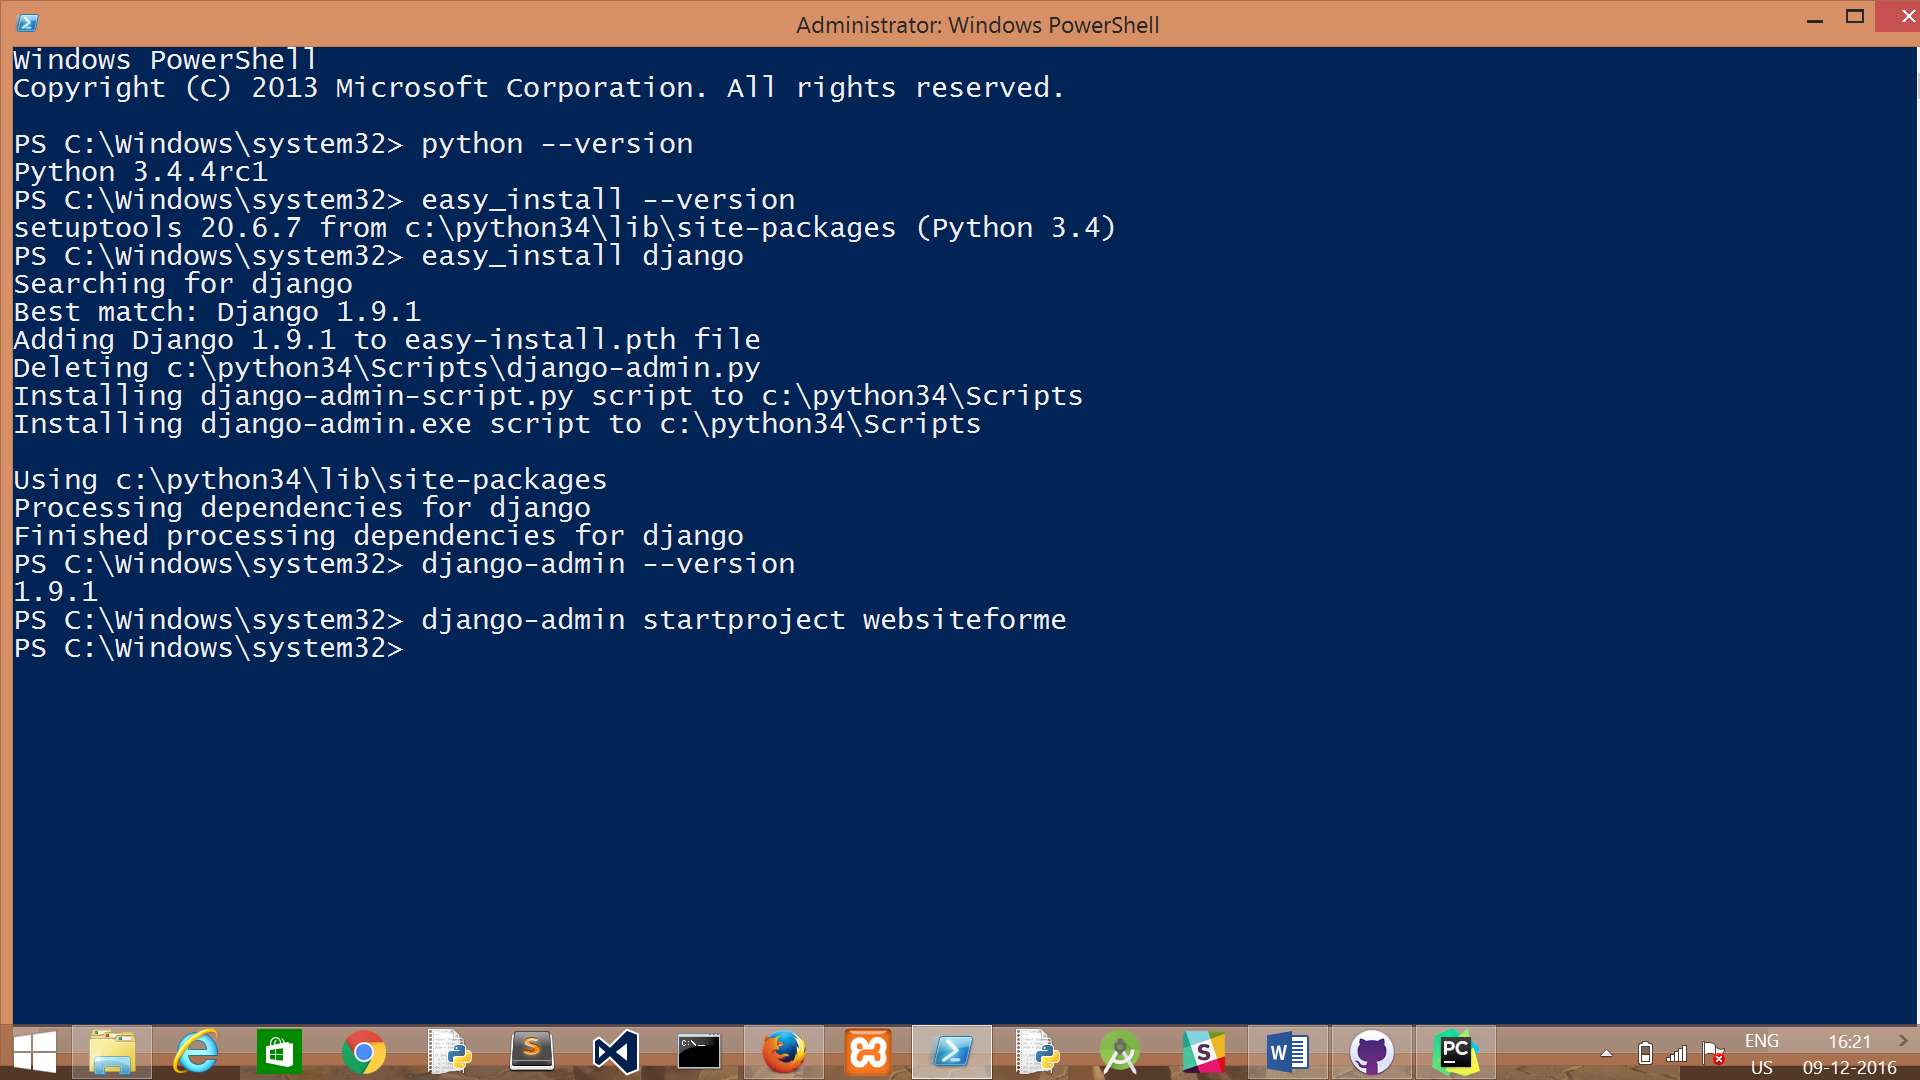 Administrator: Windows PowerShell
Windows PowerShell
Copyright (C) 2013 Microsoft Corporation. All rights reserved.
PS C:\Windows\system32> python --version
Python 3.4.4rc1
PS C:\Windows\system32> easy_install --version
setuptools 20.6.7 from c:\python34\lib\site-packages (Python 3.4)
PS C:\Windows\system32> easy_install django
Searching for django
Best match: Django 1.9.1
Adding Django 1.9.1 to easy-install.pth file
Deleting c:\python34\Scripts\django-admin.py
Installing django-admin-script.py script to c:\python34\Scripts
Installing django-admin.exe script to c:\python34\Scripts
Using c:\python34\lib\site-packages
Processing dependencies for django
Finished processing dependencies for django
PS C:\Windows\system32> django-admin --version
1.9.1
PS C:\Windows\system32> django-admin startproject websiteforme
PS C:\Windows\system32>
ENG 16:21
US 09-12-2016